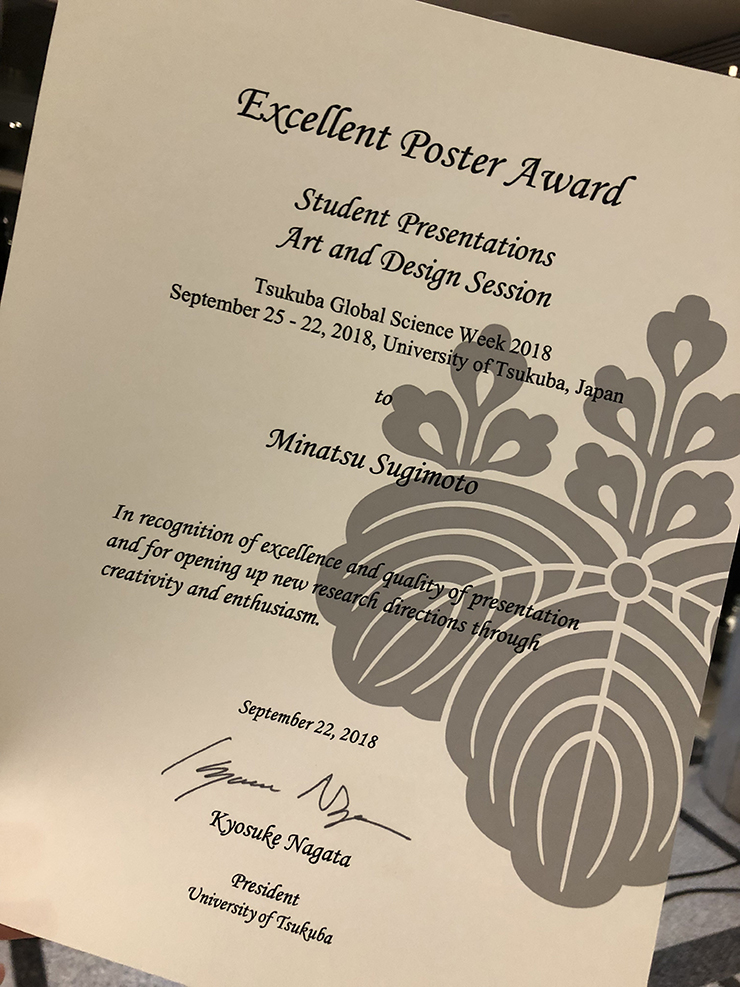 Excellent Poster Award
Student Presentations
Art and Design Session
Tsukuba Global Science Week 2018
September 25 - 22, 2018, University of Tsukuba, Japan
to
Minatsu Sugimoto
In recognition of excellence and quality of presentation
and for opening up new research directions through
creativity and enthusiasm.
September 22, 2018
Kyosuke Nagata
President
University of Tsukuba